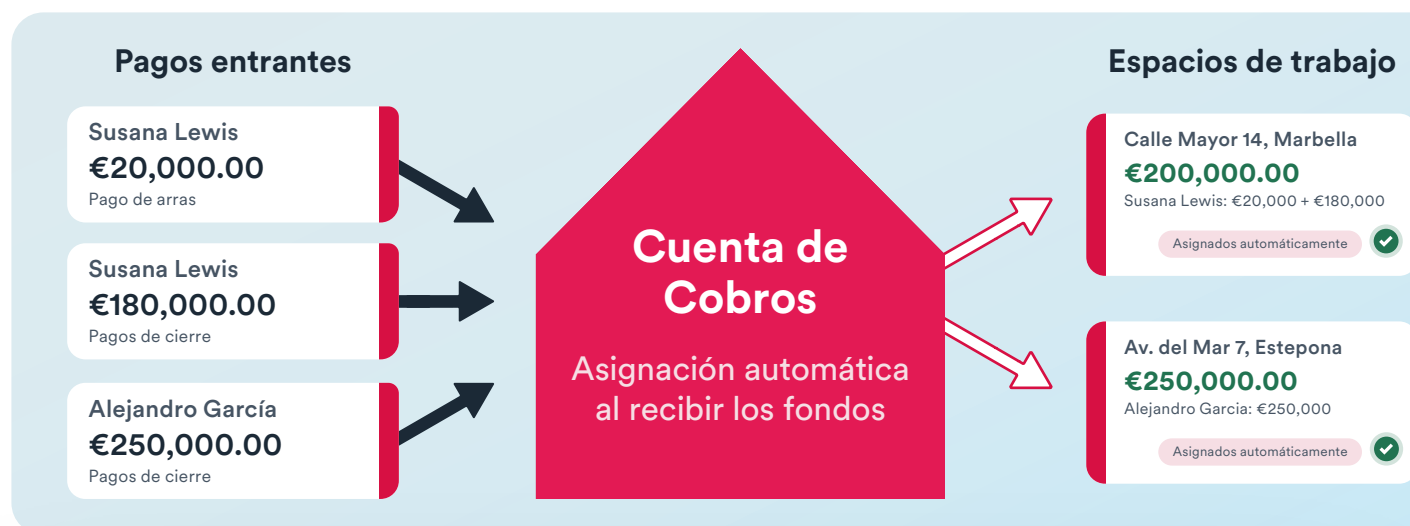 Pagos entrantes
Susana Lewis
€20,000.00
Pago de arras
Susana Lewis
€180,000.00
Pagos de cierre
Alejandro García
€250,000.00
Pagos de cierre
Cuenta de
Cobros
Asignación automática
al recibir los fondos
Espacios de trabajo
Calle Mayor 14, Marbella
€200,000.00
Susana Lewis: €20,000 + €180,000
Asignados automáticamente
Av. del Mar 7, Estepona
€250,000.00
Alejandro Garcia: €250,000
Asignados automáticamente